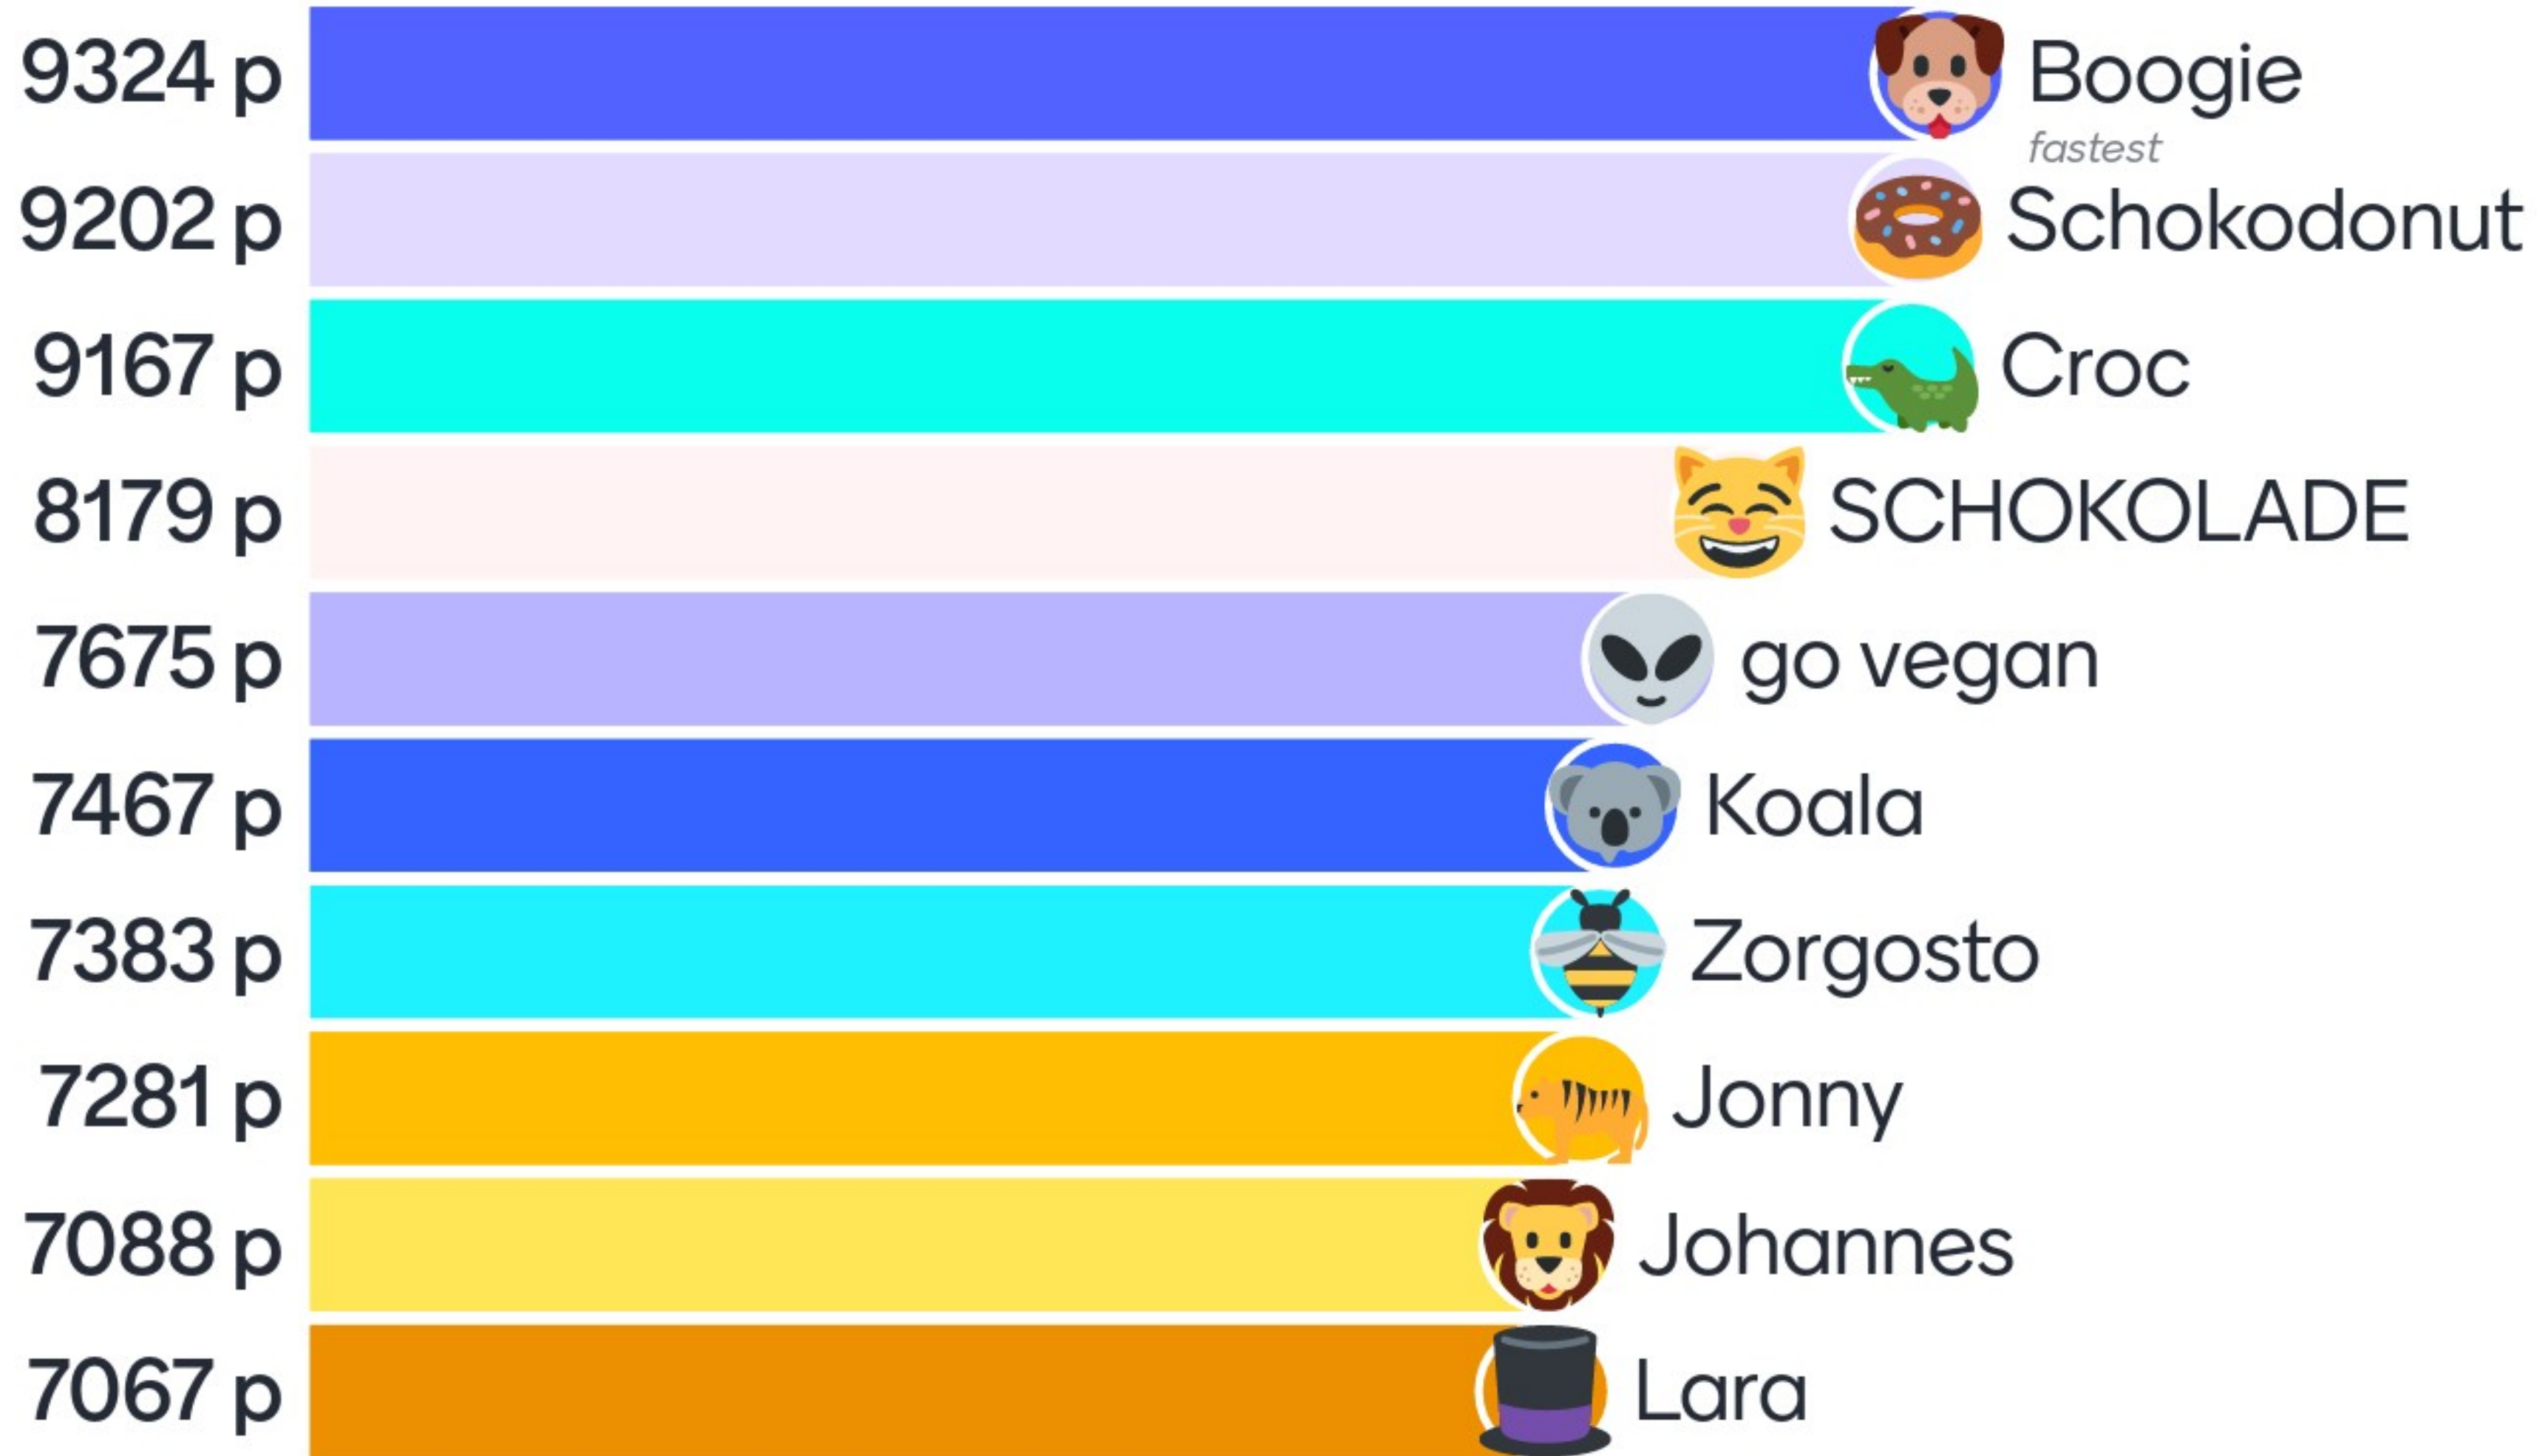 9324 p Boogie
fastest
9202 p Schokodonut
9167 p Croc
8179 p SCHOKOLADE
7675 p go vegan
7467 p Koala
7383 p Zorgosto
7281 p Jonny
7088 p Johannes
7067 p Lara